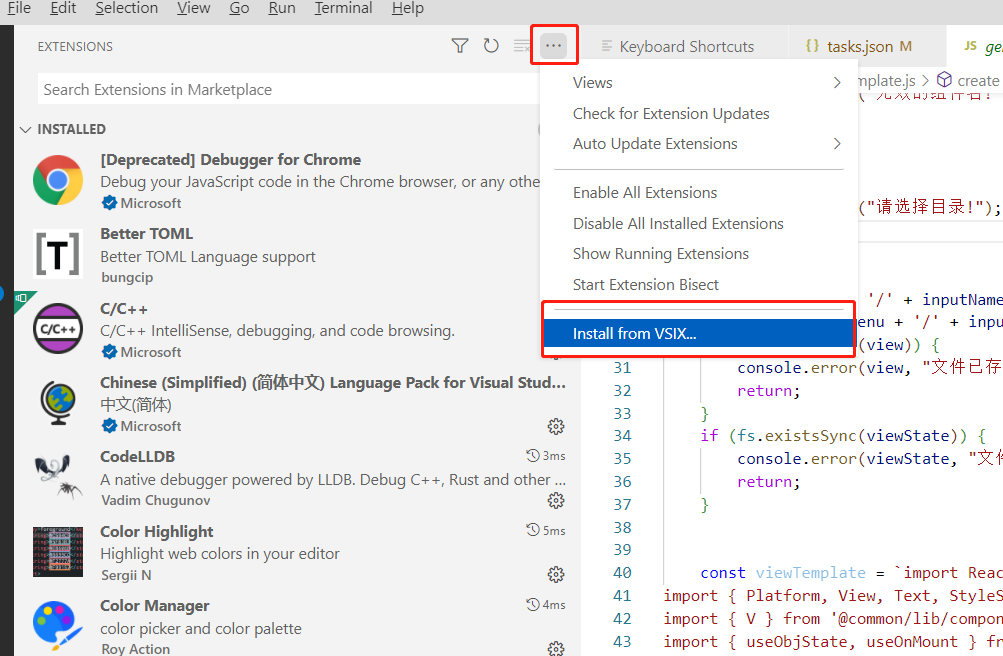 File Edit Selection View Go Run Terminal Help
EXTENSIONS
Keyboard Shortcuts
{} tasks.json M
JS
Search Extensions in Marketplace
INSTALLED
[Deprecated] Debugger for Chrome
Debug your JavaScript code in the Chrome browser, or any othe
Microsoft
Better TOML
Better TOML Language support
bungcip
C/C++
C/C++ IntelliSense, debugging, and code browsing.
Microsoft
Chinese (Simplified) (简体中文) Language Pack for Visual Stud...
中文(简体)
Microsoft
CodeLLDB
3ms
A native debugger powered by LLDB. Debug C++, Rust and other ...
Vadim Chugunov
Color Highlight
5ms
Highlight web colors in your editor
Sergii N
Color Manager
4ms
color picker and color palette
Roy Action
[T]
C/C++
Views
Check for Extension Updates
Auto Update Extensions
Enable All Extensions
Disable All Installed Extensions
Show Running Extensions
Start Extension Bisect
Install from VSIX...
mplate.js > create
("请选择目录!");
'/' + inputName
enu + '/' + inpu
(view)) {
31 console.error(view, "文件已存
32 return;
33 }
34 if (fs.existsSync(viewState)) {
35 console.error(viewState, "文件
36 return;
37 }
38
39
40 const viewTemplate = `import Reac
41 import { Platform, View, Text, StyleS
42 import { V } from '@common/lib/compon
43 import { useObjState, useOnMount } fr